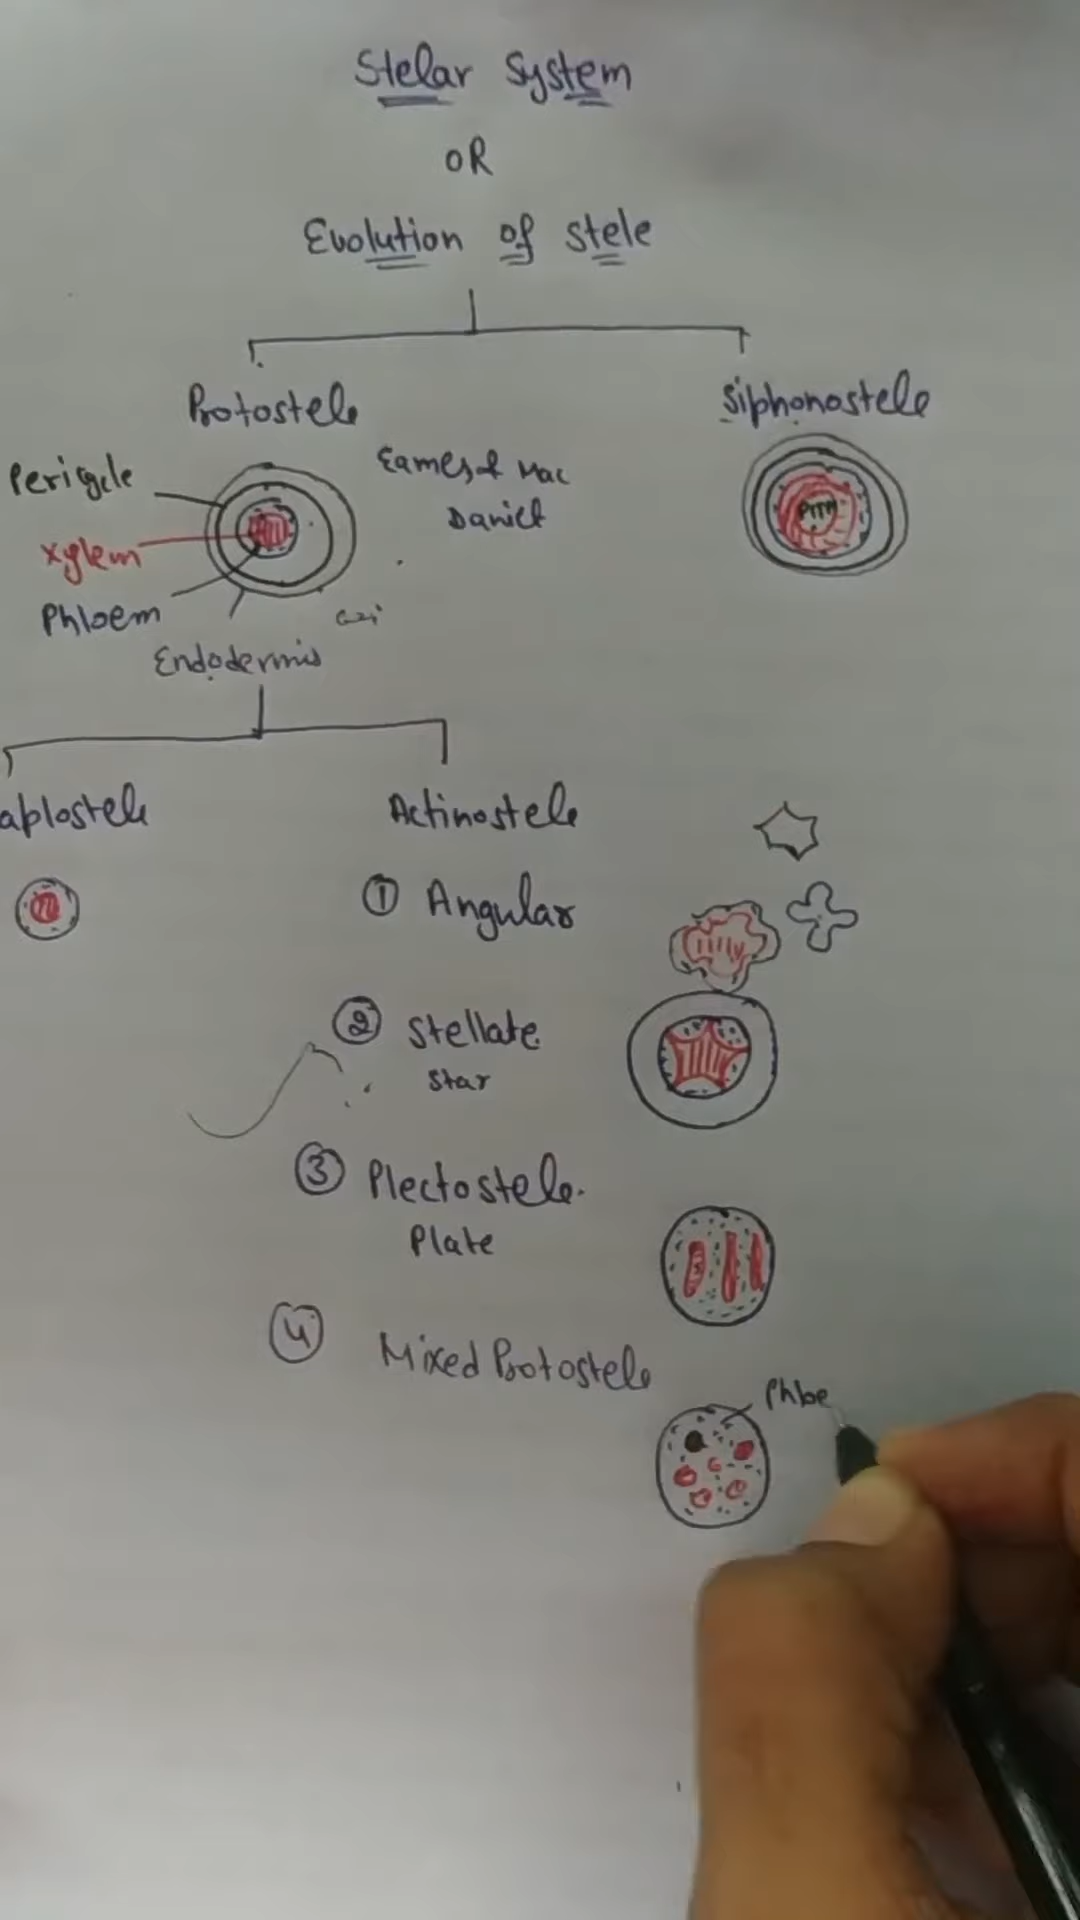 Stelar System
OR
Evolution of stele
Protostele
Siphonostele
Eames & Mac
Daniel
Pericycle
xylem
Phloem
Endodermis
PITH
aplostele
Actinostele
① Angular
② Stellate
Star
③ Plectostele.
Plate
④ Mixed Protostele
Phloe